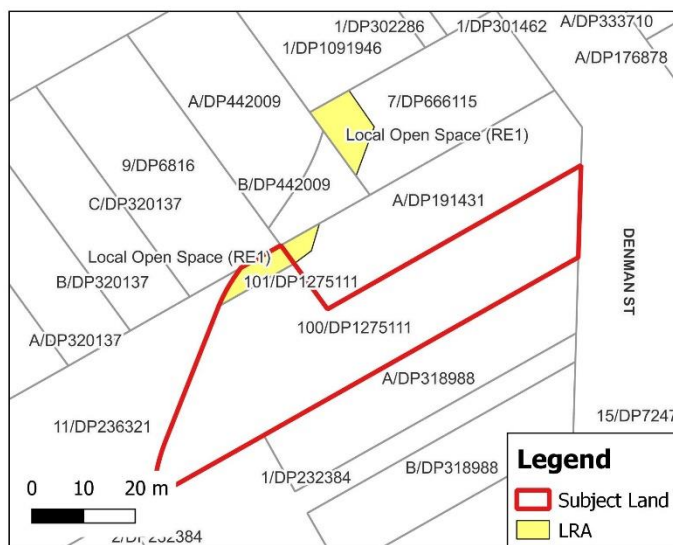 1/DP302286
1/DP301462
A/DP333710
1/DP1091946
A/DP176878
A/DP442009
7/DP666115
Local Open Space (RE1)
9/DP6816
B/DP442009
C/DP320137
A/DP191431
DENMAN ST
Local Open Space (RE1)
B/DP320137
101/DP1275111
100/DP1275111
A/DP320137
A/DP318988
11/DP236321
15/DP7247
1/DP232384
B/DP318988
Legend
0 10 20 m
Subject Land
LRA
2/DP232384